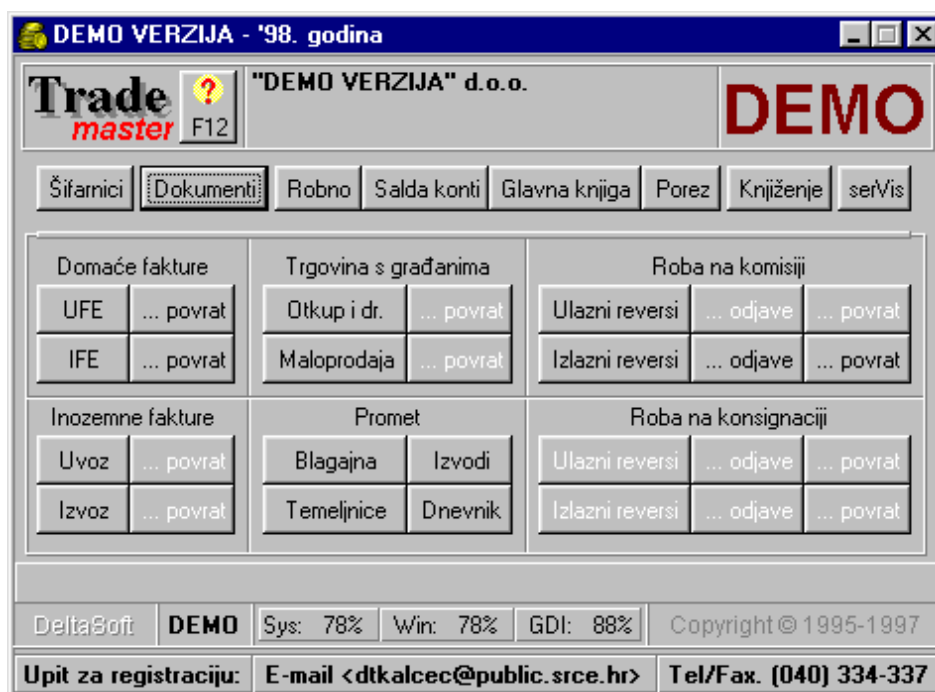 DEMO VERZIJA - '98. godina
Trade master
? F12
"DEMO VERZIJA" d.o.o.
DEMO
Šifarnici Dokumenti Robno Salda konti Glavna knjiga Porez Knjiženje serVis
Domaće fakture Trgovina s građanima Roba na komisiji
UFE ... povrat Otkup i dr. ... povrat Ulazni reversi ... odjave ... povrat
IFE ... povrat Maloprodaja ... povrat Izlazni reversi ... odjave ... povrat
Inozemne fakture Promet Roba na konsignaciji
Uvoz ... povrat Blagajna Izvodi Ulazni reversi ... odjave ... povrat
Izvoz ... povrat Temeljnice Dnevnik Izlazni reversi ... odjave ... povrat
DeltaSoft DEMO Sys: 78% Win: 78% GDI: 88% Copyright © 1995-1997
Upit za registraciju: E-mail <dtkalcec@public.srce.hr> Tel/Fax. (040) 334-337